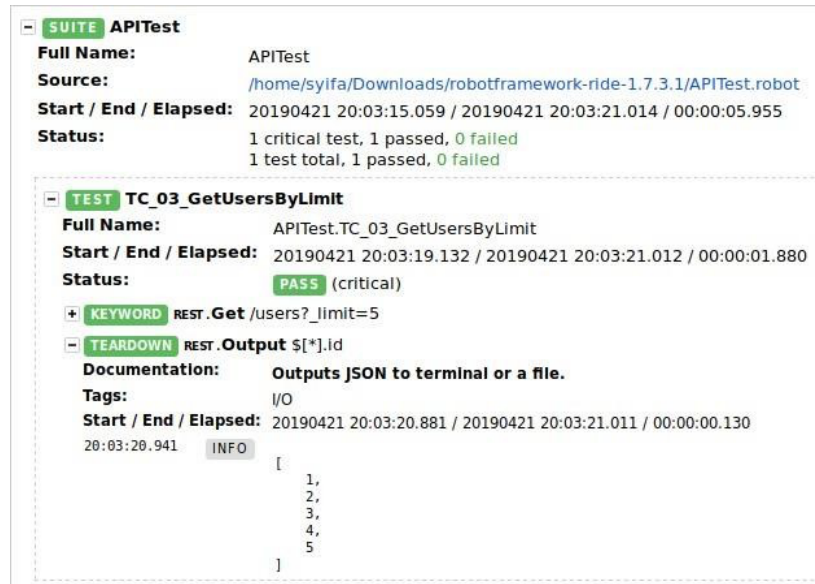 - SUITE APITest
Full Name: APITest
Source: /home/syifa/Downloads/robotframework-ride-1.7.3.1/APITest.robot
Start / End / Elapsed: 20190421 20:03:15.059 / 20190421 20:03:21.014 / 00:00:05.955
Status: 1 critical test, 1 passed, 0 failed
1 test total, 1 passed, 0 failed
- TEST TC_03_GetUsersByLimit
Full Name: APITest.TC_03_GetUsersByLimit
Start / End / Elapsed: 20190421 20:03:19.132 / 20190421 20:03:21.012 / 00:00:01.880
Status: PASS (critical)
+ KEYWORD REST.Get /users?_limit=5
- TEARDOWN REST.Output $[*].id
Documentation: Outputs JSON to terminal or a file.
Tags: I/O
Start / End / Elapsed: 20190421 20:03:20.881 / 20190421 20:03:21.011 / 00:00:00.130
20:03:20.941 INFO
[
1,
2,
3,
4,
5
]